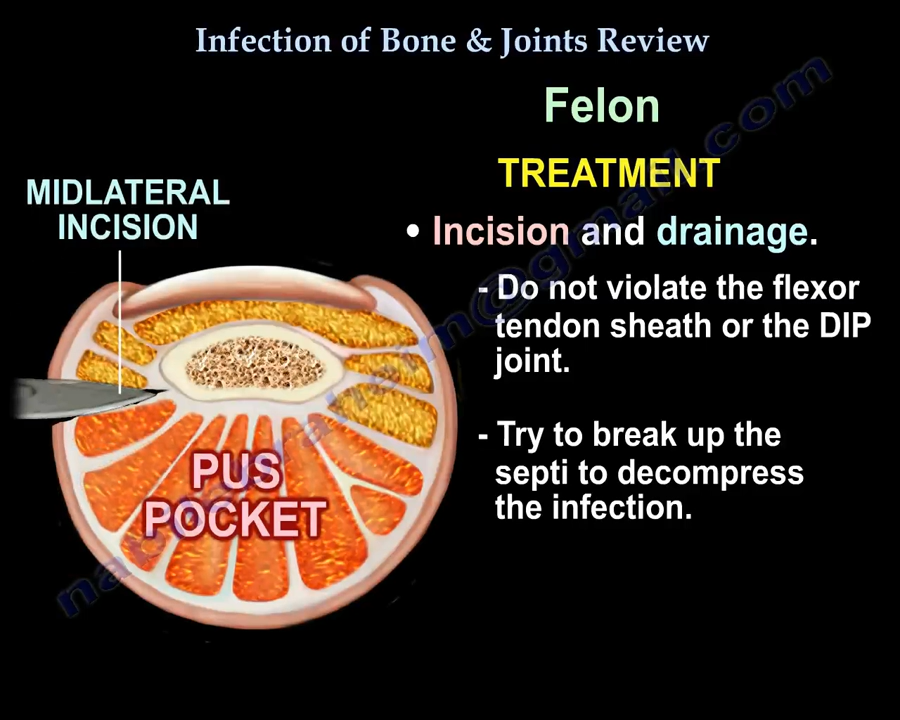 Infection of Bone & Joints Review
Felon
TREATMENT
MIDLATERAL
INCISION
• Incision and drainage.
- Do not violate the flexor
tendon sheath or the DIP
joint.
- Try to break up the
septi to decompress
the infection.
PUS
POCKET